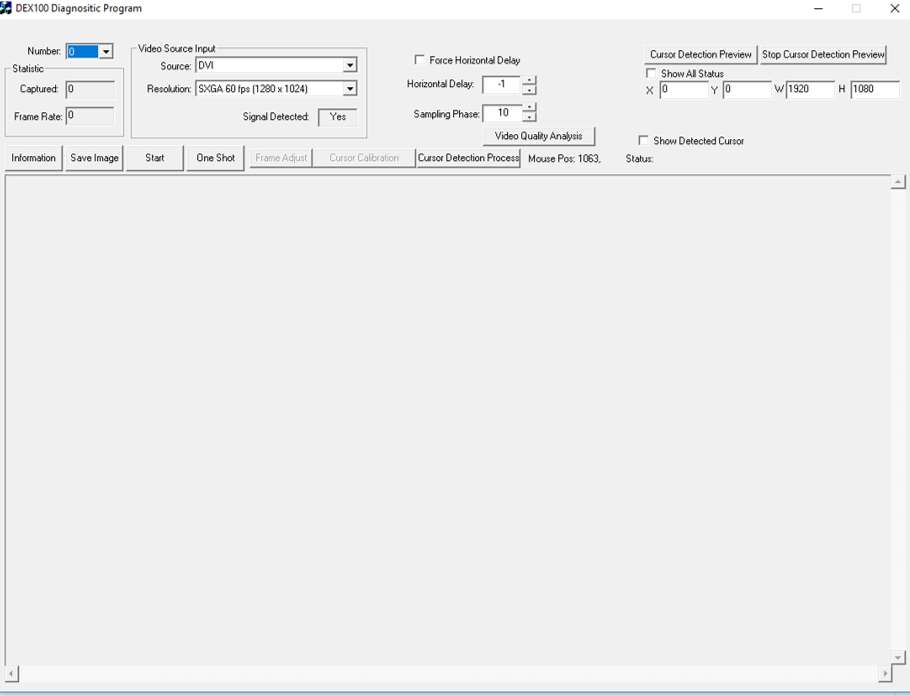 DEX100 Diagnositic Program
Number: 0
Statistic
Captured: 0
Frame Rate: 0
Video Source Input
Source: DVI
Resolution: SXGA 60 fps (1280 x 1024)
Signal Detected: Yes
Force Horizontal Delay
Horizontal Delay: -1
Sampling Phase: 10
Video Quality Analysis
Cursor Detection Preview Stop Cursor Detection Preview
Show All Status
X 0 Y 0 W 1920 H 1080
Show Detected Cursor
Information Save Image Start One Shot Frame Adjust Cursor Calibration Cursor Detection Process Mouse Pos: 1063, Status: